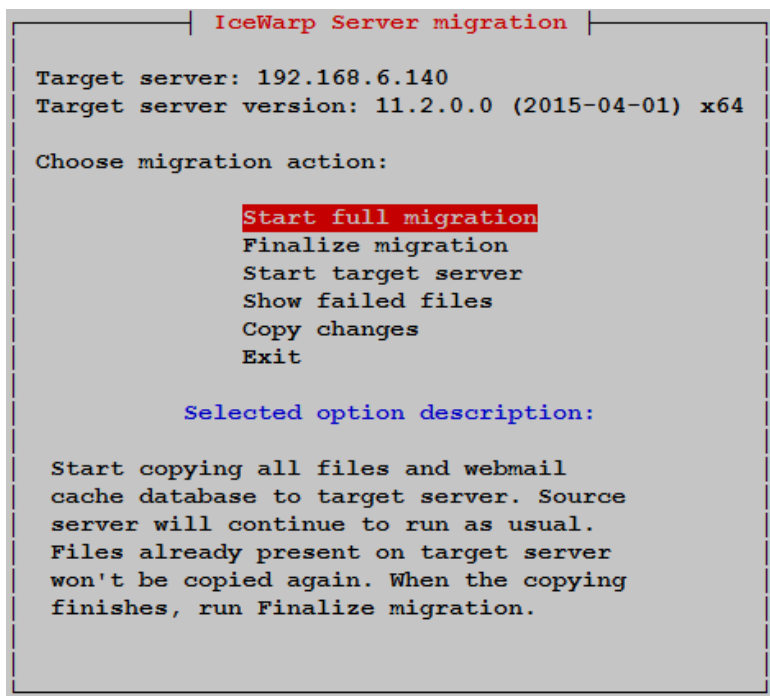 IceWarp Server migration
Target server: 192.168.6.140
Target server version: 11.2.0.0 (2015-04-01) x64
Choose migration action:
Start full migration
Finalize migration
Start target server
Show failed files
Copy changes
Exit
Selected option description:
Start copying all files and webmail
cache database to target server. Source
server will continue to run as usual.
Files already present on target server
won't be copied again. When the copying
finishes, run Finalize migration.